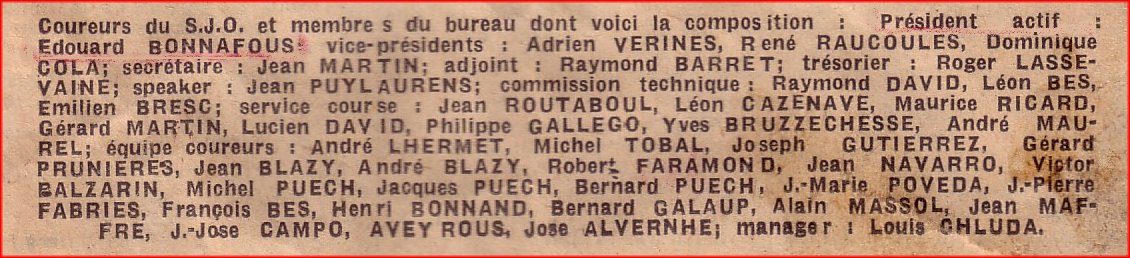 Coureurs du S.J.O. et membres du bureau dont voici la composition : Président actif :
Edouard BONNAFOUS; vice-présidents : Adrien VERINES, René RAUCOULES, Dominique
COLA; secrétaire : Jean MARTIN; adjoint : Raymond BARRET; trésorier : Roger LASSE-
VAINE; speaker : Jean PUYLAURENS; commission technique : Raymond DAVID, Léon BES,
Emilien BRESC; service course : Jean ROUTABOUL, Léon CAZENAVE, Maurice RICARD,
Gérard MARTIN, Lucien DAVID, Philippe GALLEGO, Yves BRUZZECHESSE, André MAU-
REL; équipe coureurs : André LHERMET, Michel TOBAL, Joseph GUTIERREZ, Gérard
PRUNIERES, Jean BLAZY, André BLAZY, Robert FARAMOND, Jean NAVARRO, Victor
BALZARIN, Michel PUECH, Jacques PUECH, Bernard PUECH, J.-Marie POVEDA, J.-Pierre
FABRIES, François BES, Henri BONNAND, Bernard GALAUP, Alain MASSOL, Jean MAF-
FRE, J.-Jose CAMPO, AVEYROUS, Jose ALVERNHE; manager : Louis CHLUDA.